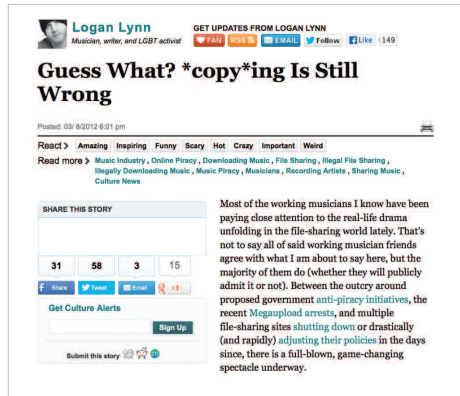 Logan Lynn
Musician, writer, and LGBT activist
GET UPDATES FROM LOGAN LYNN
FAN
RSS
EMAIL
Follow
Like
149
Guess What? *copy*ing Is Still
Wrong
Posted: 03/ 8/2012 6:01 pm
React >
Amazing
Inspiring
Funny
Scary
Hot
Crazy
Important
Weird
Read more > Music Industry , Online Piracy , Downloading Music , File Sharing , Illegal File Sharing ,
Illegally Downloading Music , Music Piracy , Musicians , Recording Artists , Sharing Music ,
Culture News
SHARE THIS STORY
31
58
3
15
Share
Tweet
Email
+1
Get Culture Alerts
Sign Up
Submit this story
Most of the working musicians I know have been
paying close attention to the real-life drama
unfolding in the file-sharing world lately. That's
not to say all of said working musician friends
agree with what I am about to say here, but the
majority of them do (whether they will publicly
admit it or not). Between the outcry around
proposed government anti-piracy initiatives, the
recent Megaupload arrests, and multiple
file-sharing sites shutting down or drastically
(and rapidly) adjusting their policies in the days
since, there is a full-blown, game-changing
spectacle underway.